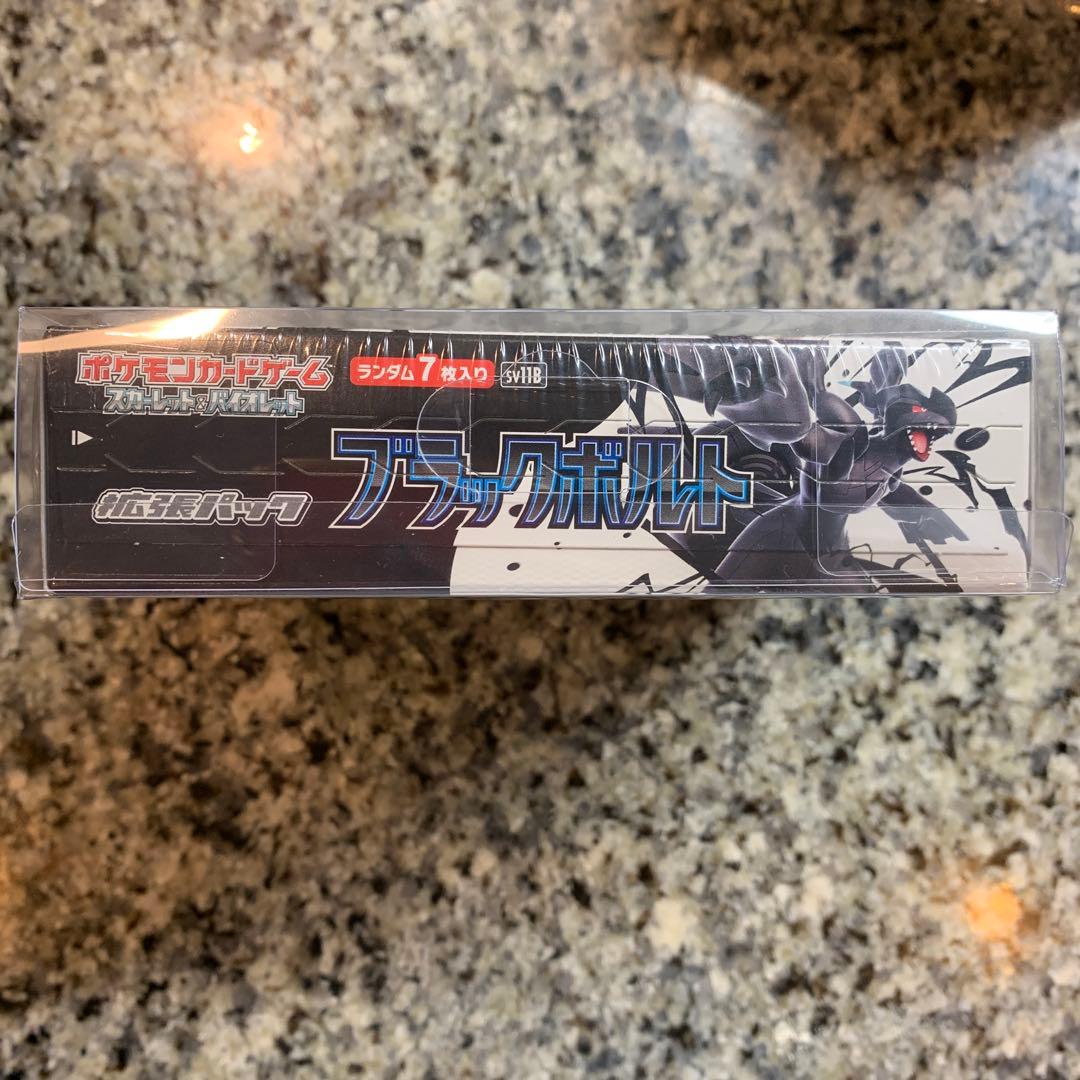 ポケモンカードゲーム
スカーレット&バイオレット
ランダム7枚入り
sv11B
拡張パック
ブラックボルト